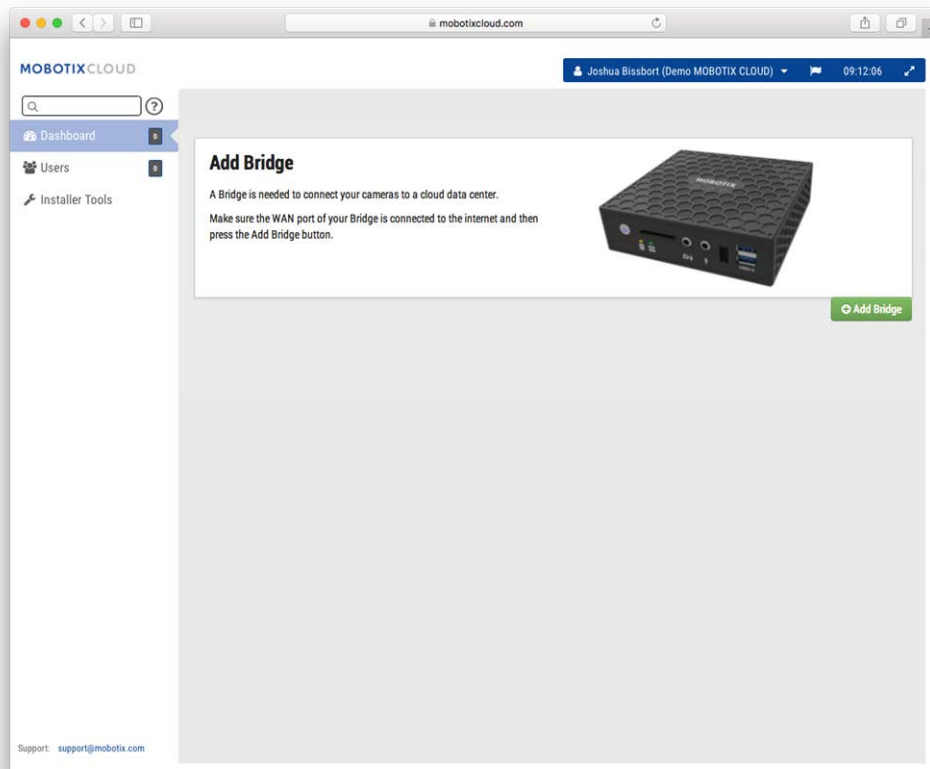 mobotixcloud.com
MOBOTIXCLOUD
Joshua Bissbort (Demo MOBOTIX CLOUD) 09:12:06
?
Dashboard 0
Users 0
Installer Tools
Add Bridge
A Bridge is needed to connect your cameras to a cloud data center.
Make sure the WAN port of your Bridge is connected to the internet and then
press the Add Bridge button.
MOBOTIX
Add Bridge
Support: support@mobotix.com